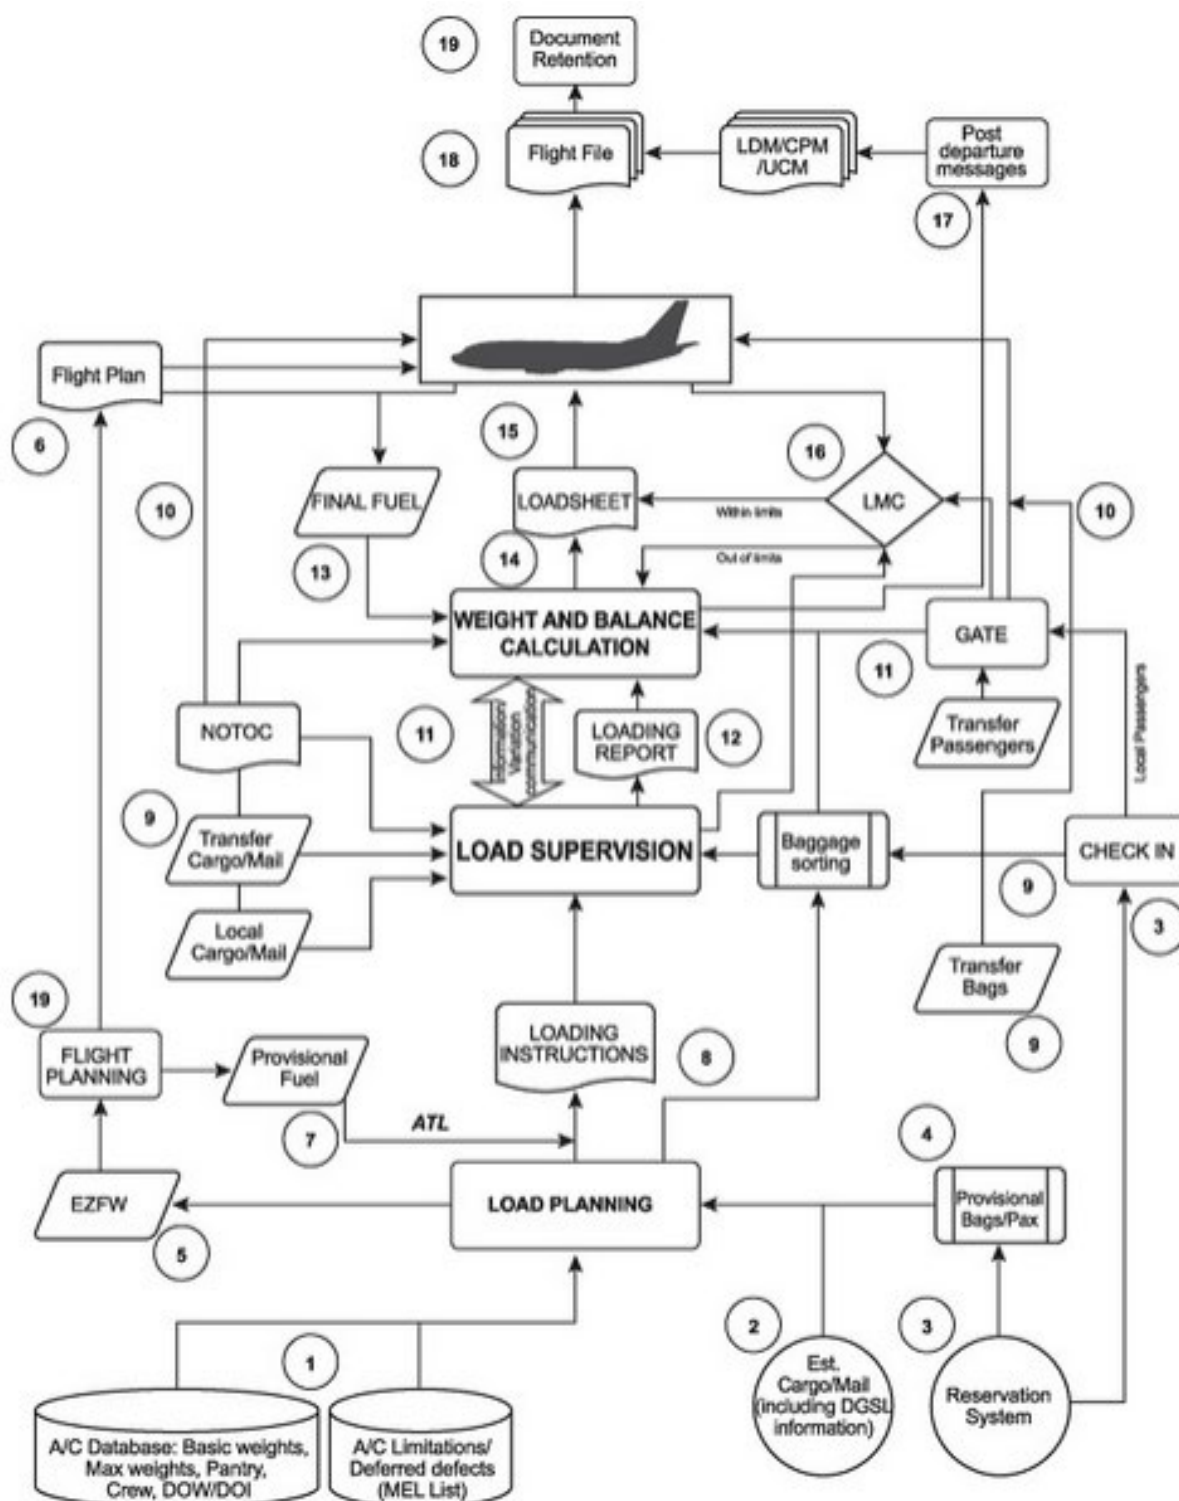 19
Document
Retention
18
Flight File
LDM/CPM
/UCM
Post
departure
messages
17
Flight Plan
6
15
16
10
FINAL FUEL
LOADSHEET
Within limits
LMC
10
13
14
Out of limits
WEIGHT AND BALANCE
CALCULATION
GATE
11
NOTOC
11
Information/
Variation
communication
LOADING
REPORT
12
Transfer
Passengers
Local Passengers
9
Transfer
Cargo/Mail
LOAD SUPERVISION
Baggage
sorting
CHECK IN
9
3
Local
Cargo/Mail
Transfer
Bags
19
9
FLIGHT
PLANNING
Provisional
Fuel
LOADING
INSTRUCTIONS
8
7
ATL
4
EZFW
LOAD PLANNING
Provisional
Bags/Pax
5
2
3
1
Est.
Cargo/Mail
(including DGSL
information)
Reservation
System
A/C Database: Basic weights,
Max weights, Pantry,
Crew, DOW/DOI
A/C Limitations/
Deferred defects
(MEL List)